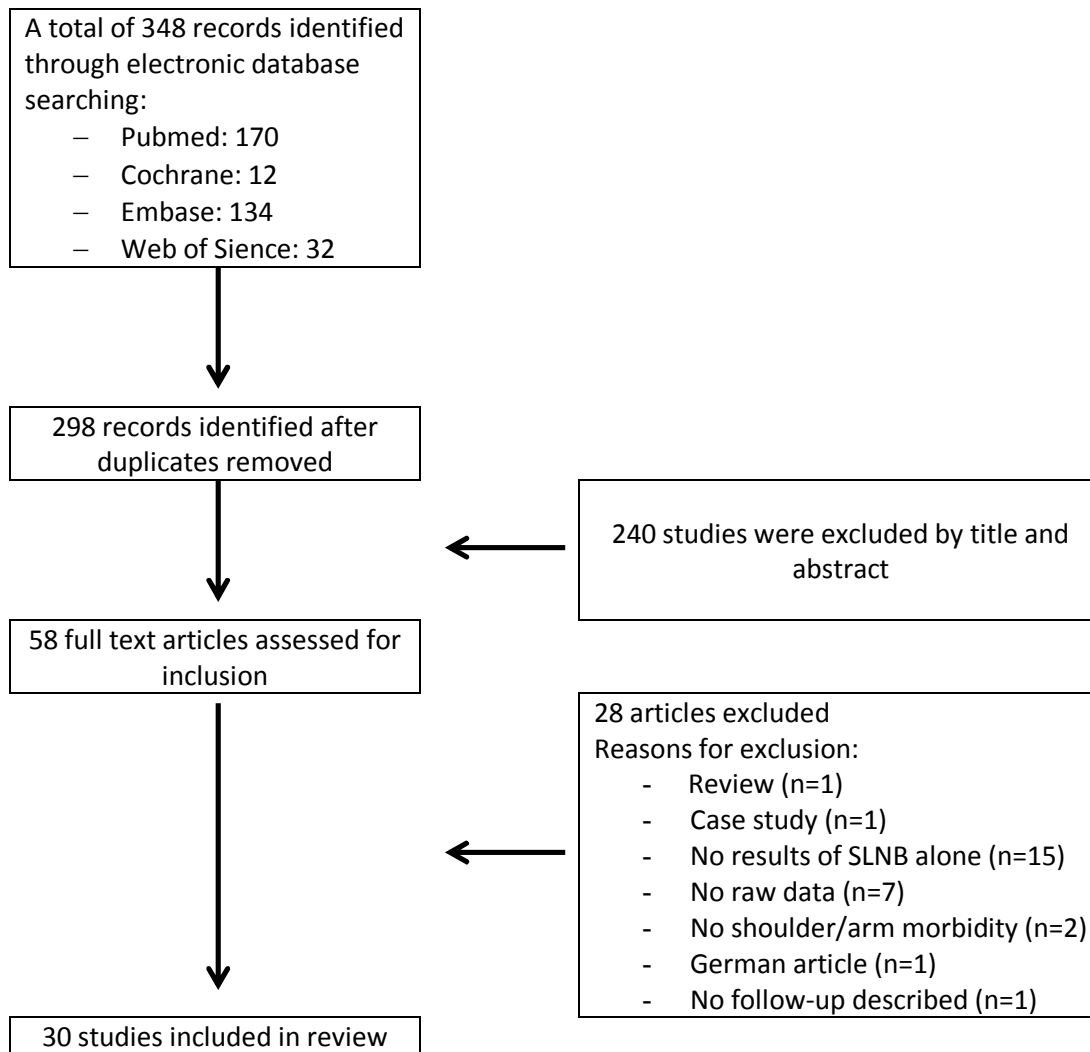 A total of 348 records identified
through electronic database
searching:
– Pubmed: 170
– Cochrane: 12
– Embase: 134
– Web of Sience: 32
298 records identified after
duplicates removed
240 studies were excluded by title and
abstract
58 full text articles assessed for
inclusion
28 articles excluded
Reasons for exclusion:
- Review (n=1)
- Case study (n=1)
- No results of SLNB alone (n=15)
- No raw data (n=7)
- No shoulder/arm morbidity (n=2)
- German article (n=1)
- No follow-up described (n=1)
30 studies included in review